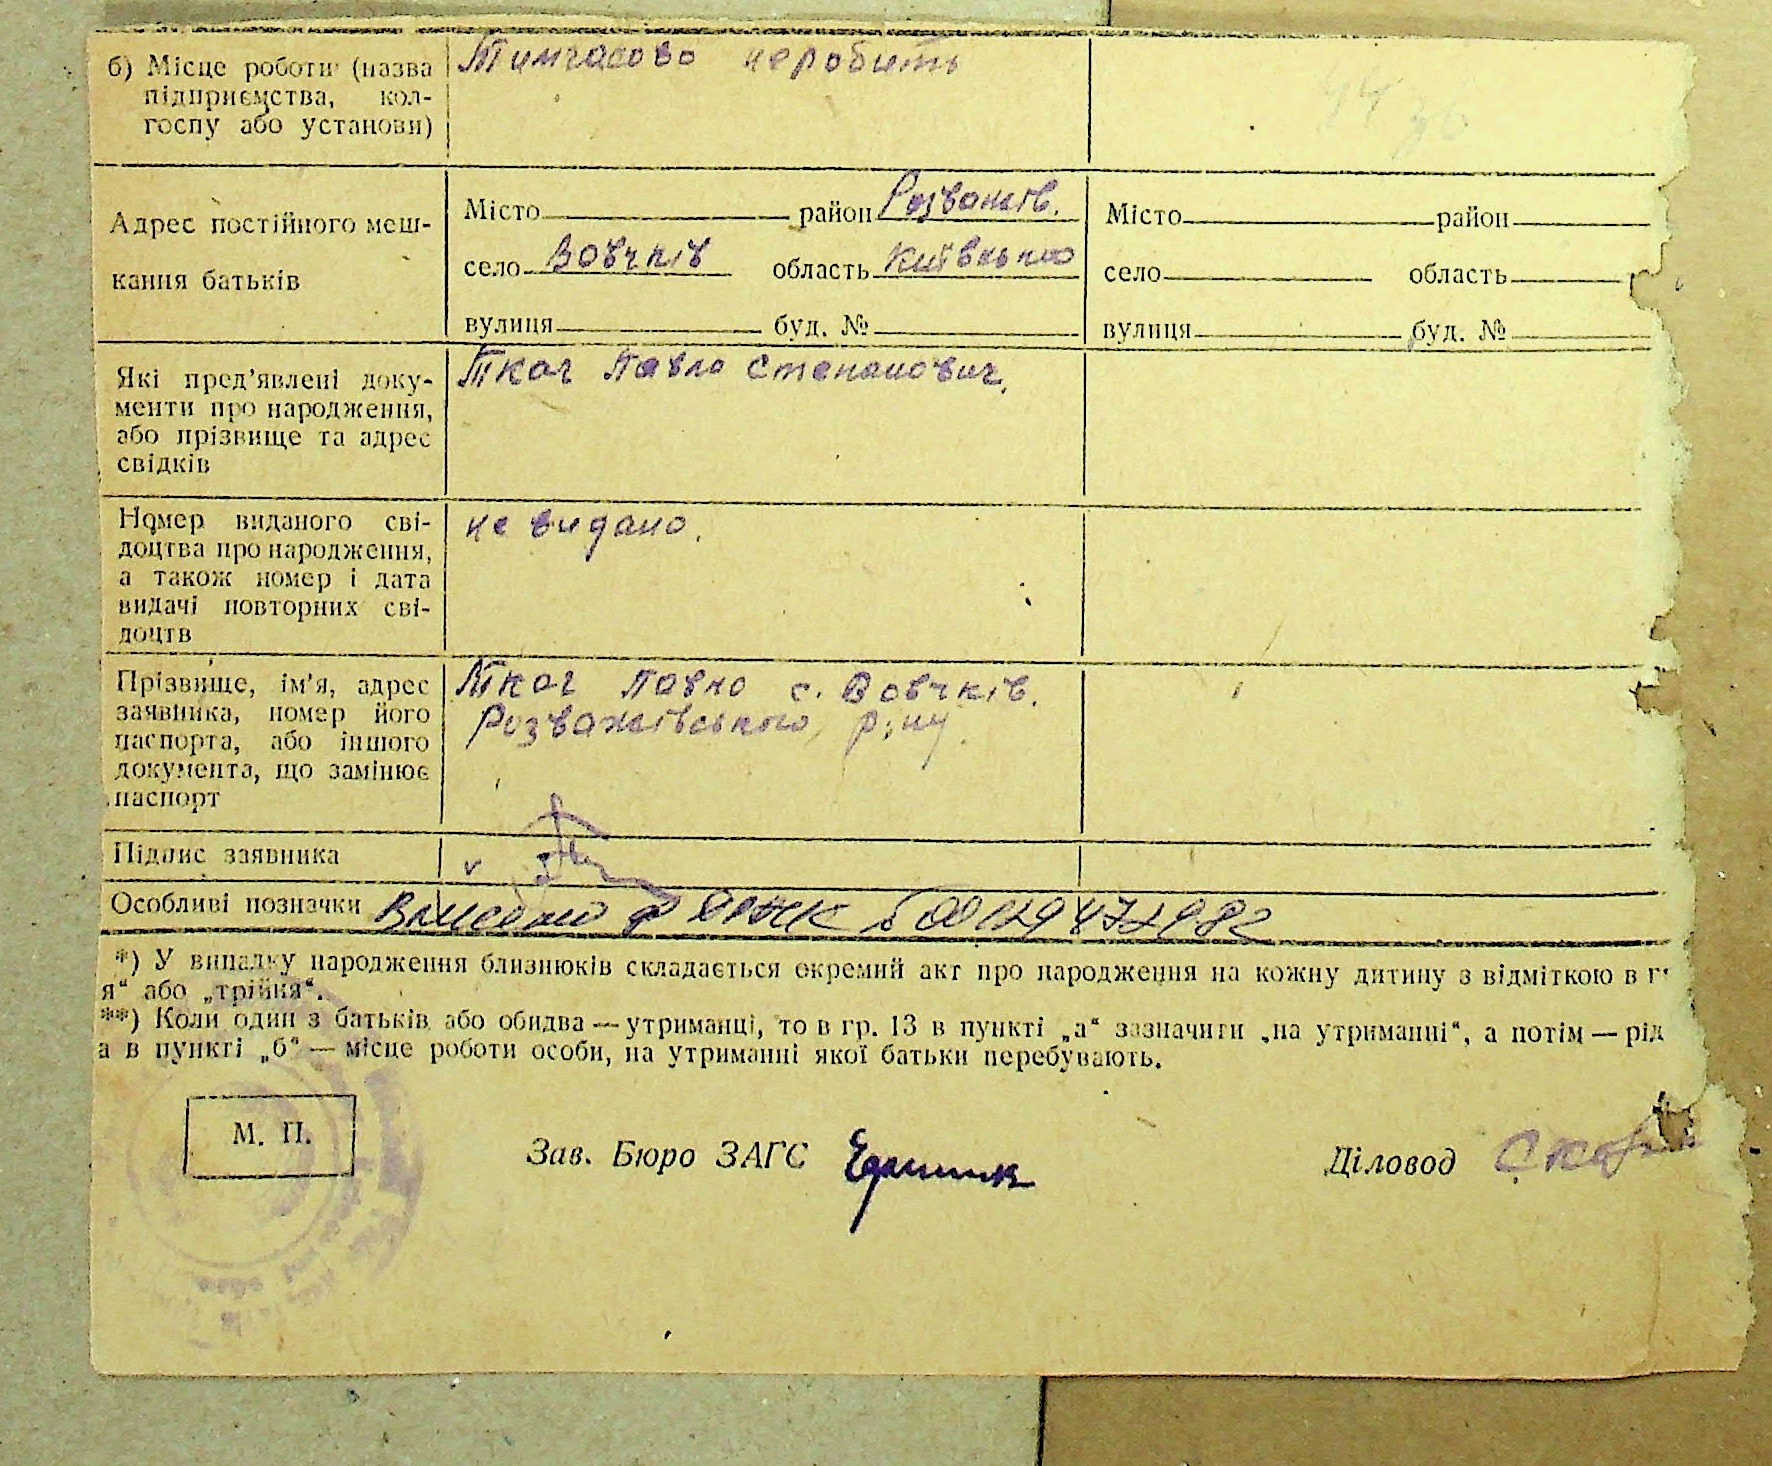 б) Місце роботи (назва підприємства, колгоспу або установи) Тимчасово неробить
Адрес постійного мешкання батьків
Місто район Розважів. Місто район
село Вовчків область Київська село область
вулиця буд. № вулиця буд. №
Які пред'явлені документи про народження, або прізвище та адрес свідків Ткач Павло Степанович.
Номер виданого свідоцтва про народження, а також номер і дата видачі повторних свідоцтв не видано.
Прізвище, ім'я, адрес заявника, номер його паспорта, або іншого документа, що замінює паспорт Ткач Павло с. Вовчків.
Розважівського р-ну
Підпис заявника
Особливі позначки Внесено
*) У випадку народження близнюків складається окремий акт про народження на кожну дитину з відміткою в г
я“ або „трійня“.
**) Коли один з батьків або обидва — утриманці, то в гр. 13 в пункті „а“ зазначити „на утриманні“, а потім — рід
а в пункті „б“ — місце роботи особи, на утриманні якої батьки перебувають.
М. П.
Зав. Бюро ЗАГС Діловод